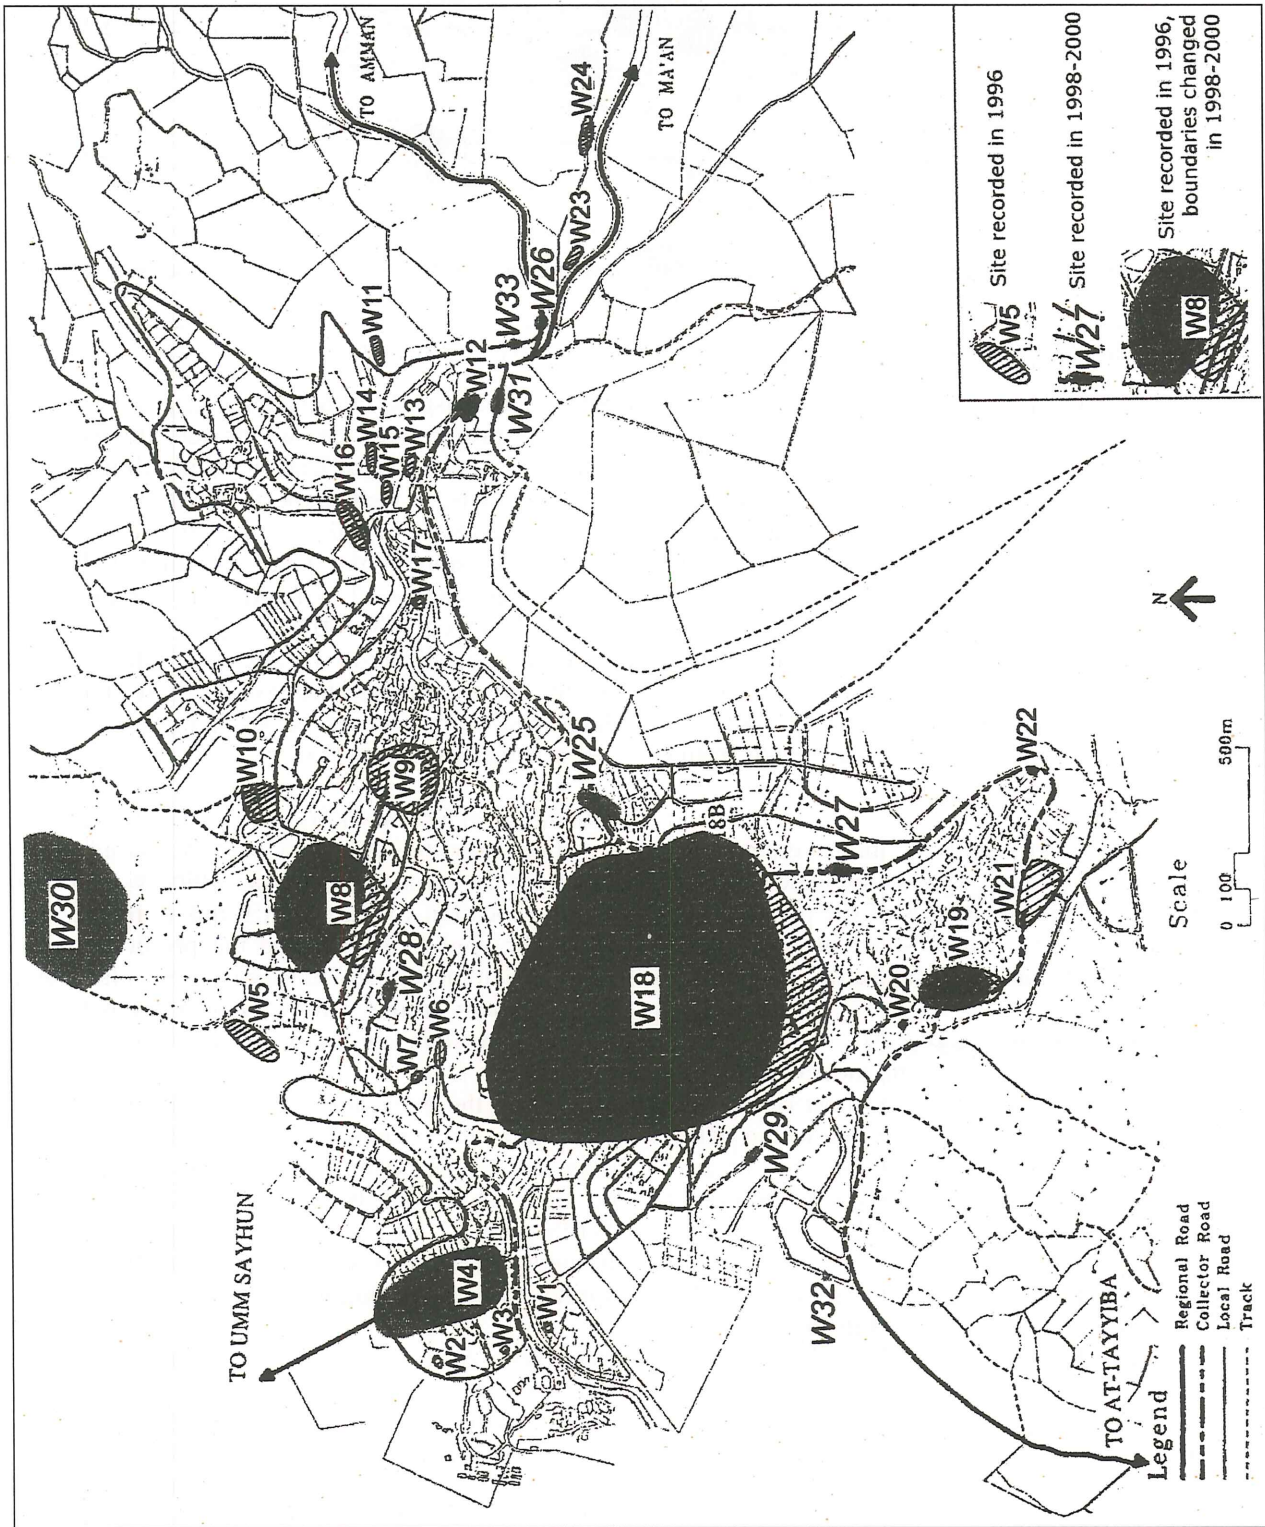 TO AMMAN
TO MA'AN
W24
W23
W26
W33
W11
W12
W31
W14
W15
W13
W16
W17
W10
W9
W25
W30
W8
W28
W5
W7
W6
W18
8B
W27
W22
W21
W19
W20
W29
W32
W4
W2
W3
W1
TO UMM SAYHUN
TO AT-TAYYIBA
Legend
Regional Road
Collector Road
Local Road
Track
Scale
0 100 500m
N
W5 Site recorded in 1996
W27 Site recorded in 1998-2000
W8 Site recorded in 1996,
boundaries changed
in 1998-2000